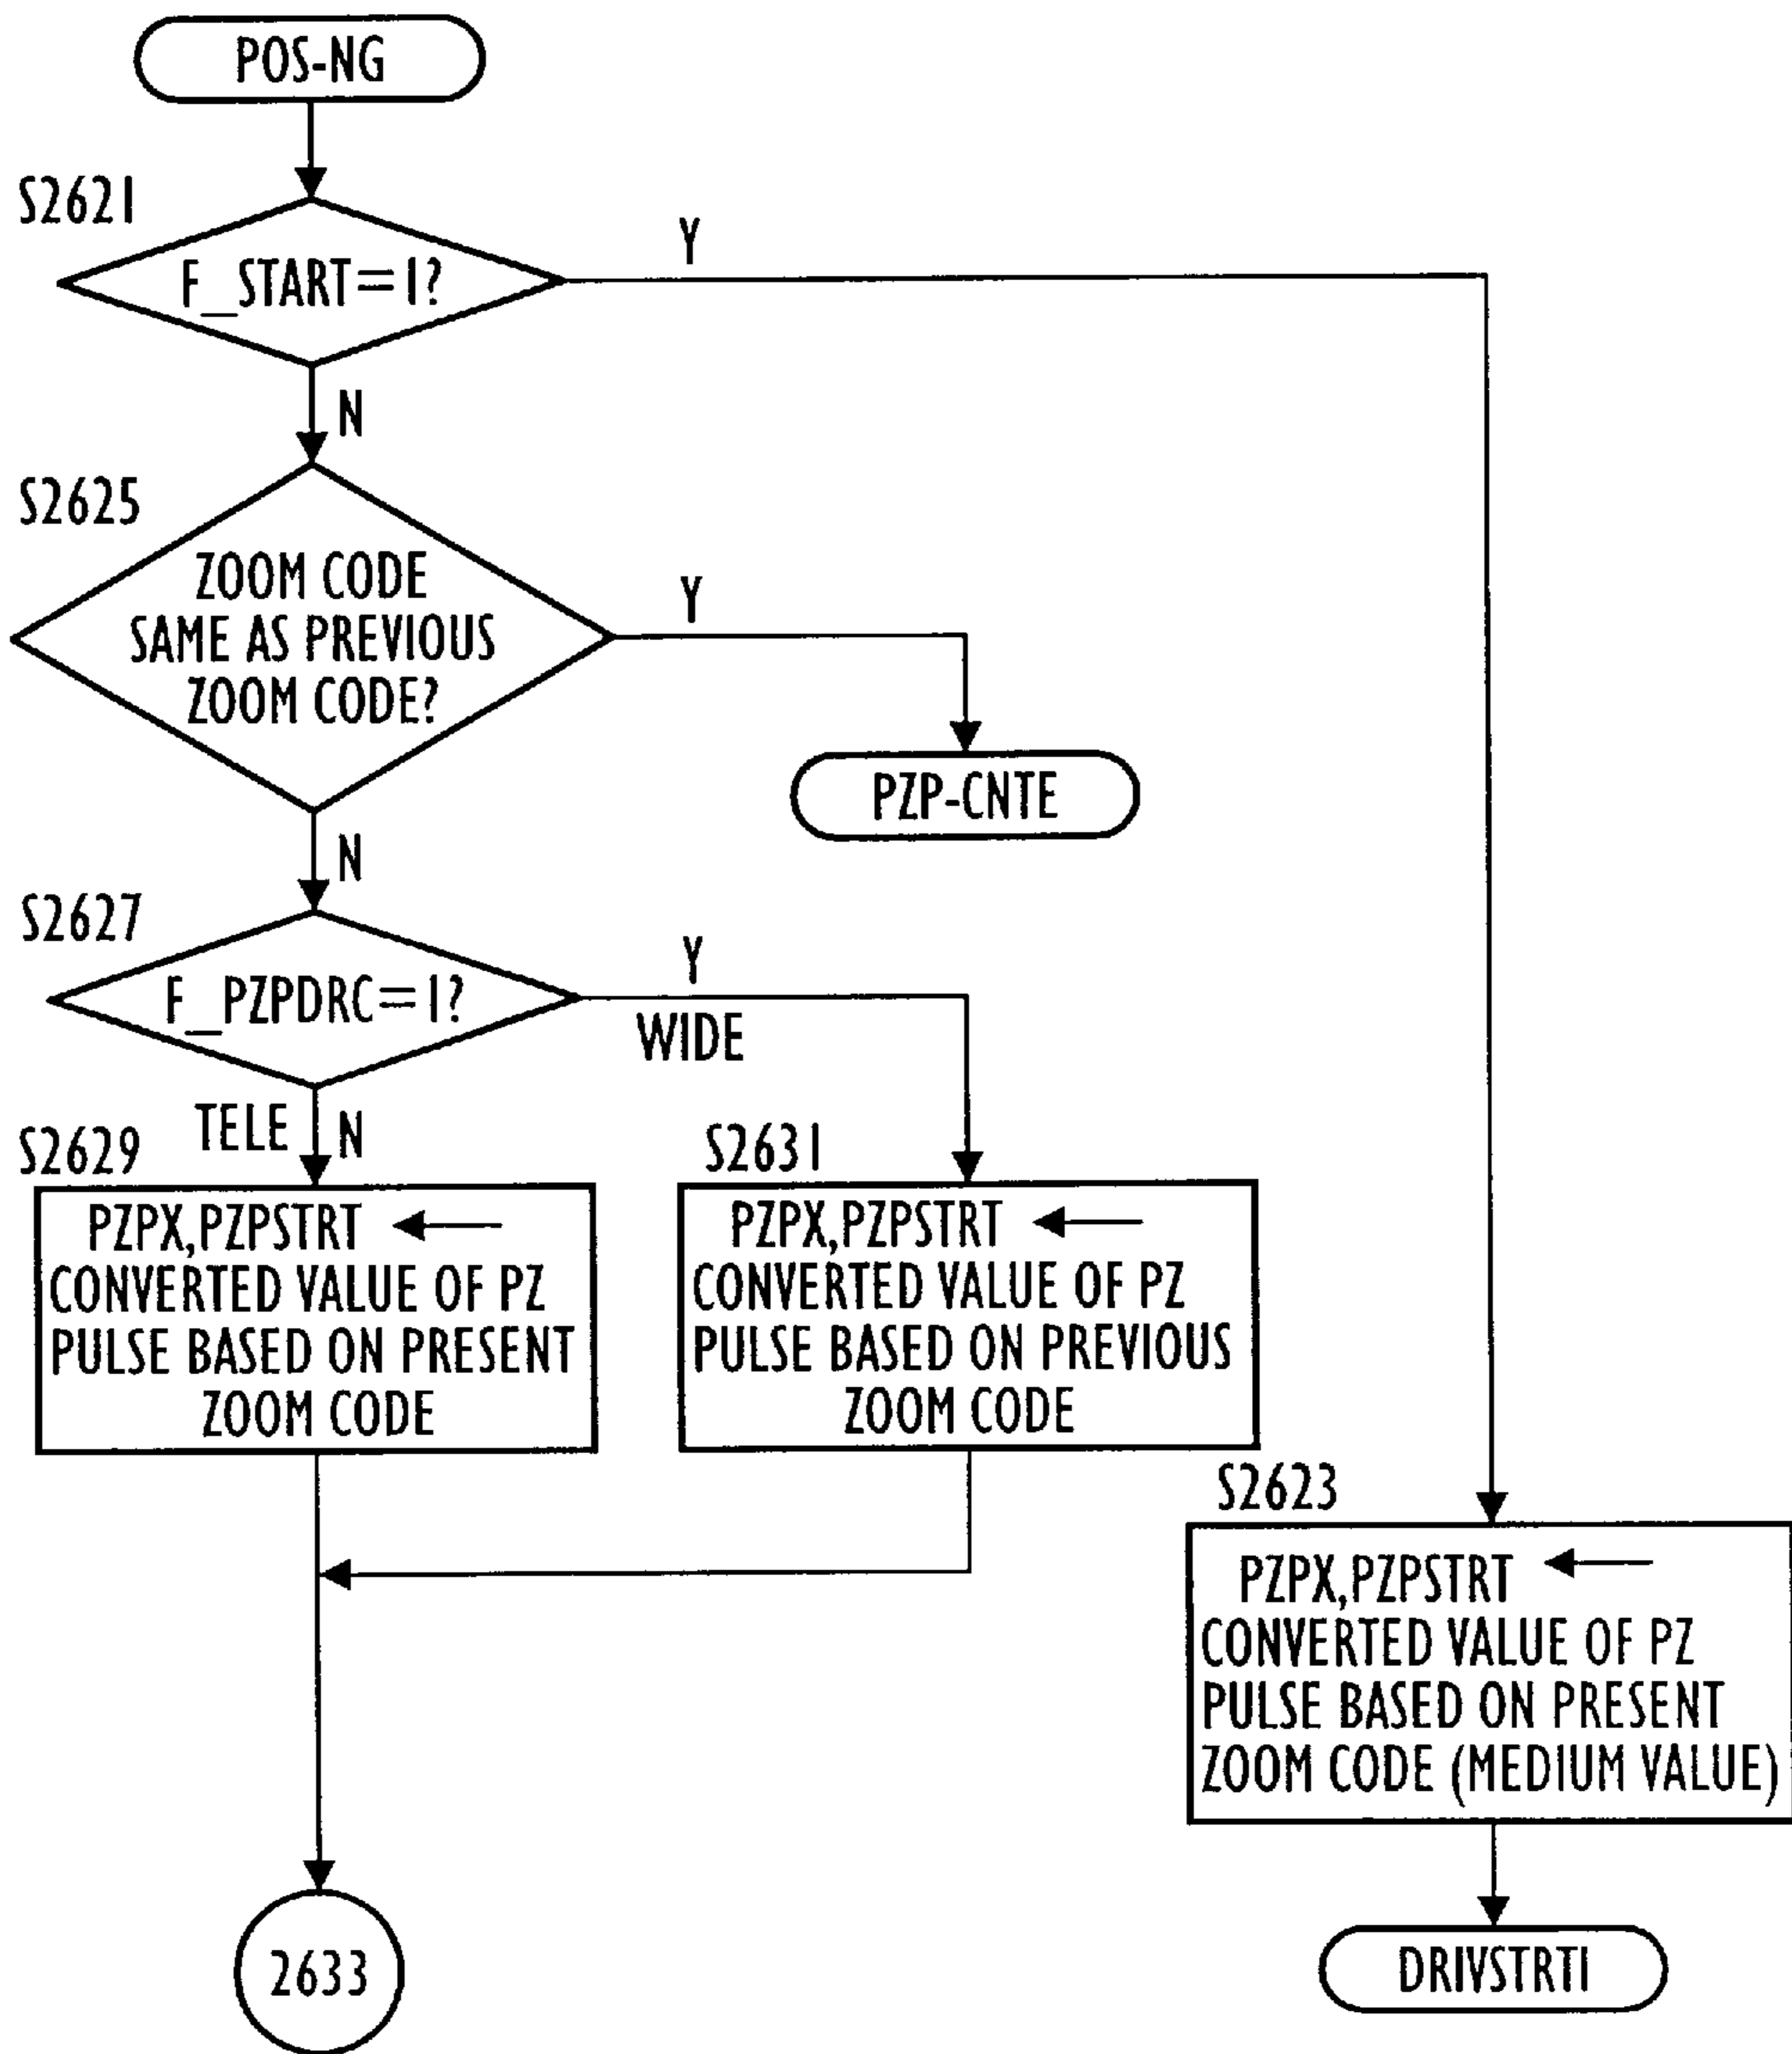 POS-NG
S2621
F_START=1?
Y
N
S2625
ZOOM CODE
SAME AS PREVIOUS
ZOOM CODE?
Y
PZP-CNTE
N
S2627
F_PZPDRC=1?
Y
WIDE
TELE
N
S2629
PZPX,PZPSTRT ←
CONVERTED VALUE OF PZ
PULSE BASED ON PRESENT
ZOOM CODE
S2631
PZPX,PZPSTRT ←
CONVERTED VALUE OF PZ
PULSE BASED ON PREVIOUS
ZOOM CODE
S2623
PZPX,PZPSTRT ←
CONVERTED VALUE OF PZ
PULSE BASED ON PRESENT
ZOOM CODE (MEDIUM VALUE)
2633
DRIVSTRT1